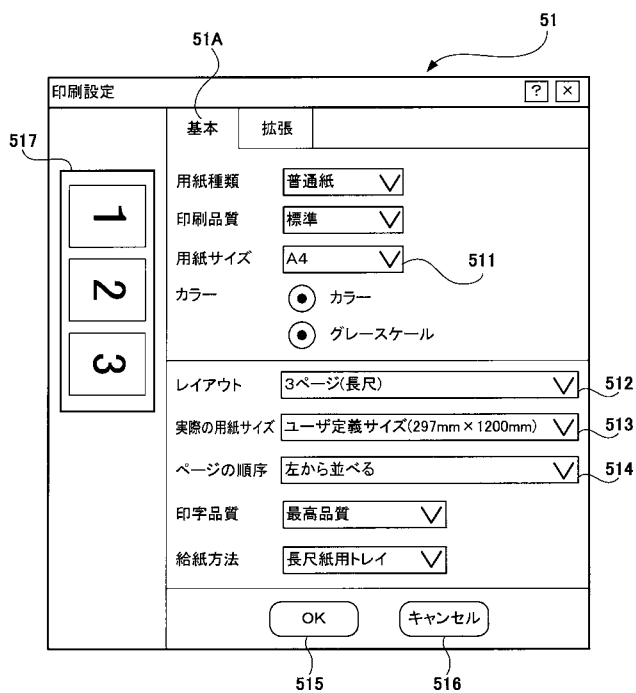 51
51A
印刷設定 ? ×
517
基本 拡張
用紙種類 普通紙
印刷品質 標準
用紙サイズ A4 511
カラー カラー
グレースケール
1
2
3
レイアウト 3ページ(長尺) 512
実際の用紙サイズ ユーザ定義サイズ(297mm×1200mm) 513
ページの順序 左から並べる 514
印字品質 最高品質
給紙方法 長尺紙用トレイ
OK キャンセル
515 516